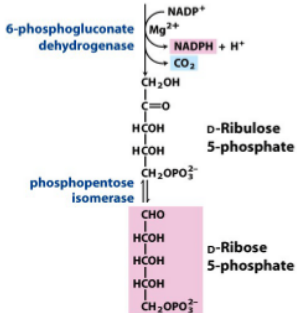 NADP⁺
6-phosphogluconate
dehydrogenase
Mg²⁺
NADPH + H⁺
CO₂
CH₂OH
C=O
HCOH
HCOH
CH₂OPO₃²⁻
D-Ribulose
5-phosphate
phosphopentose
isomerase
CHO
HCOH
HCOH
HCOH
CH₂OPO₃²⁻
D-Ribose
5-phosphate